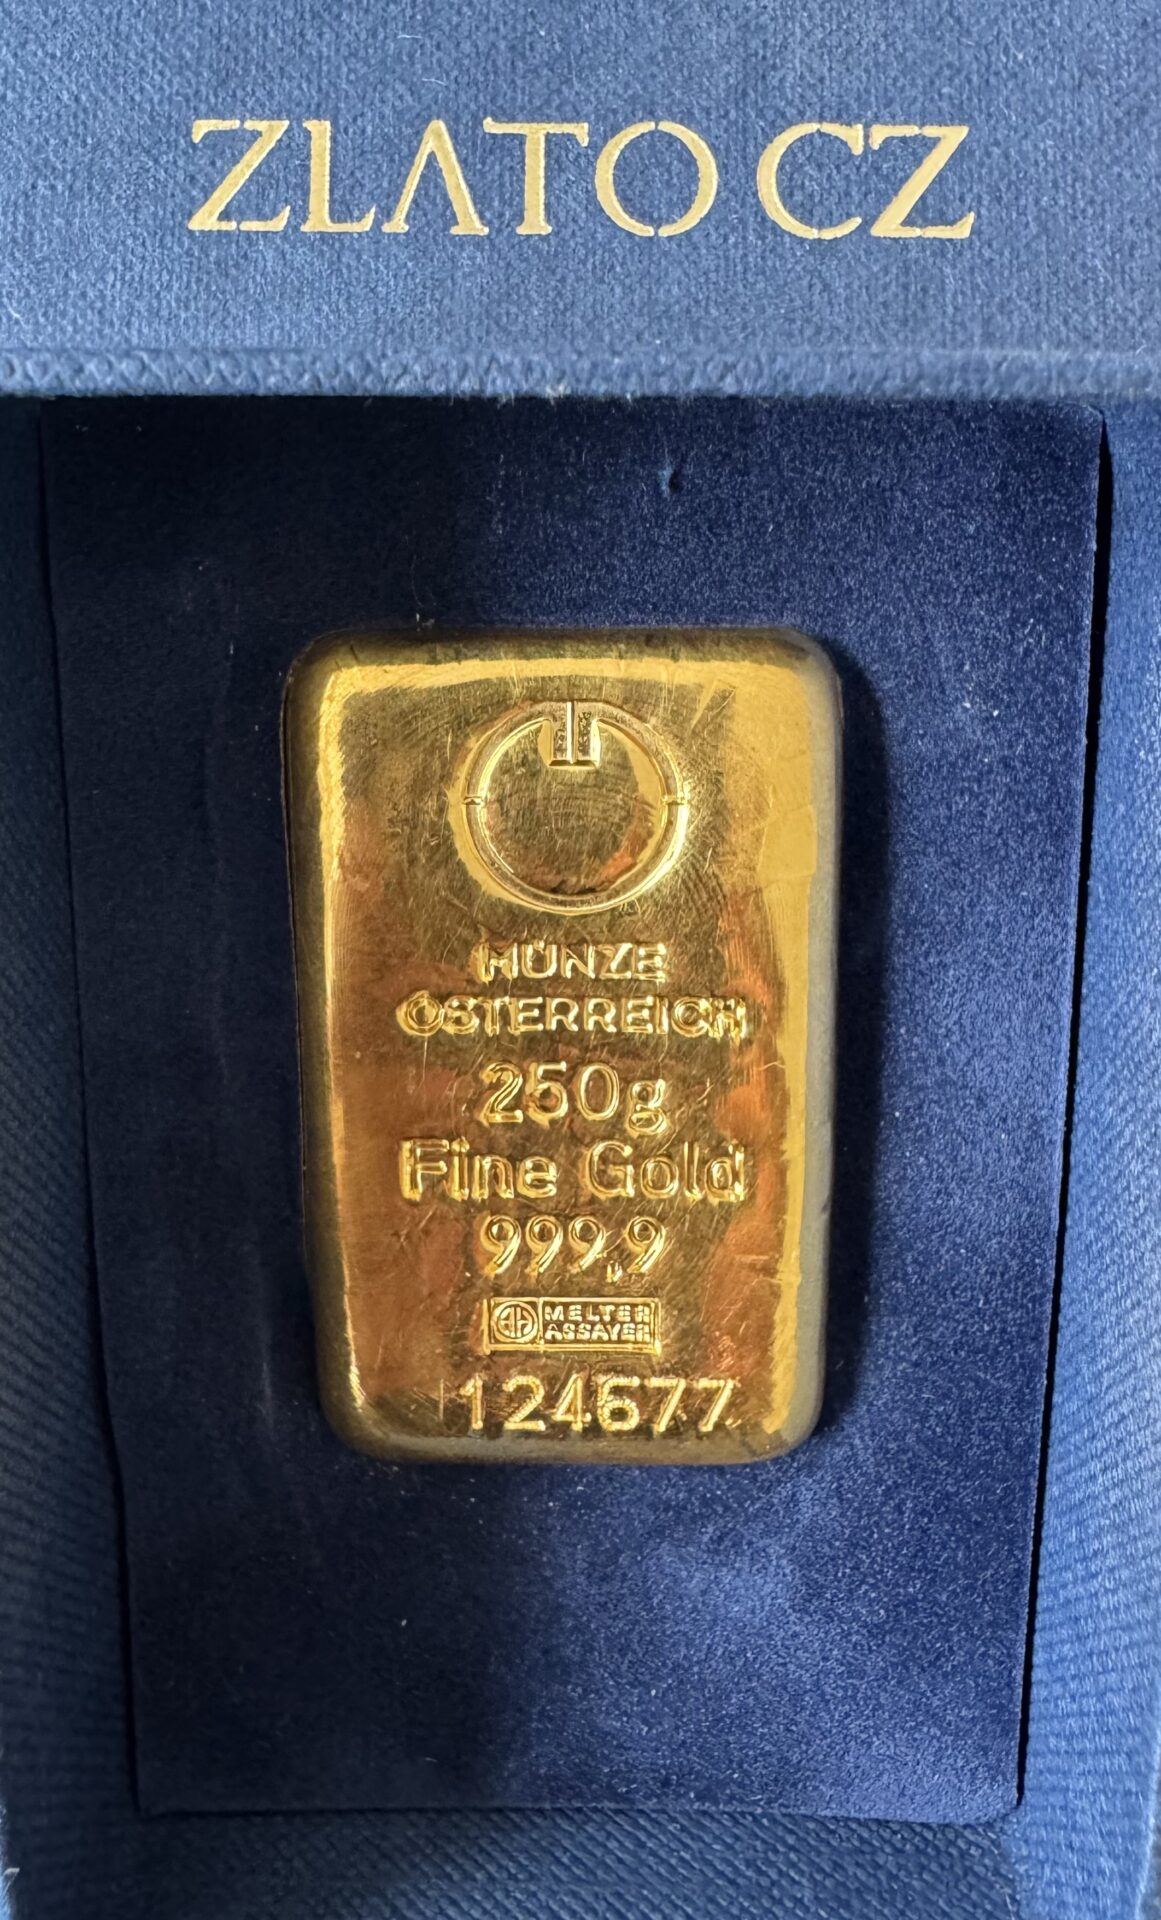 ZLATO CZ
MÜNZE
ÖSTERREICH
250g
Fine Gold
999,9
MELTER
ASSAYER
124677